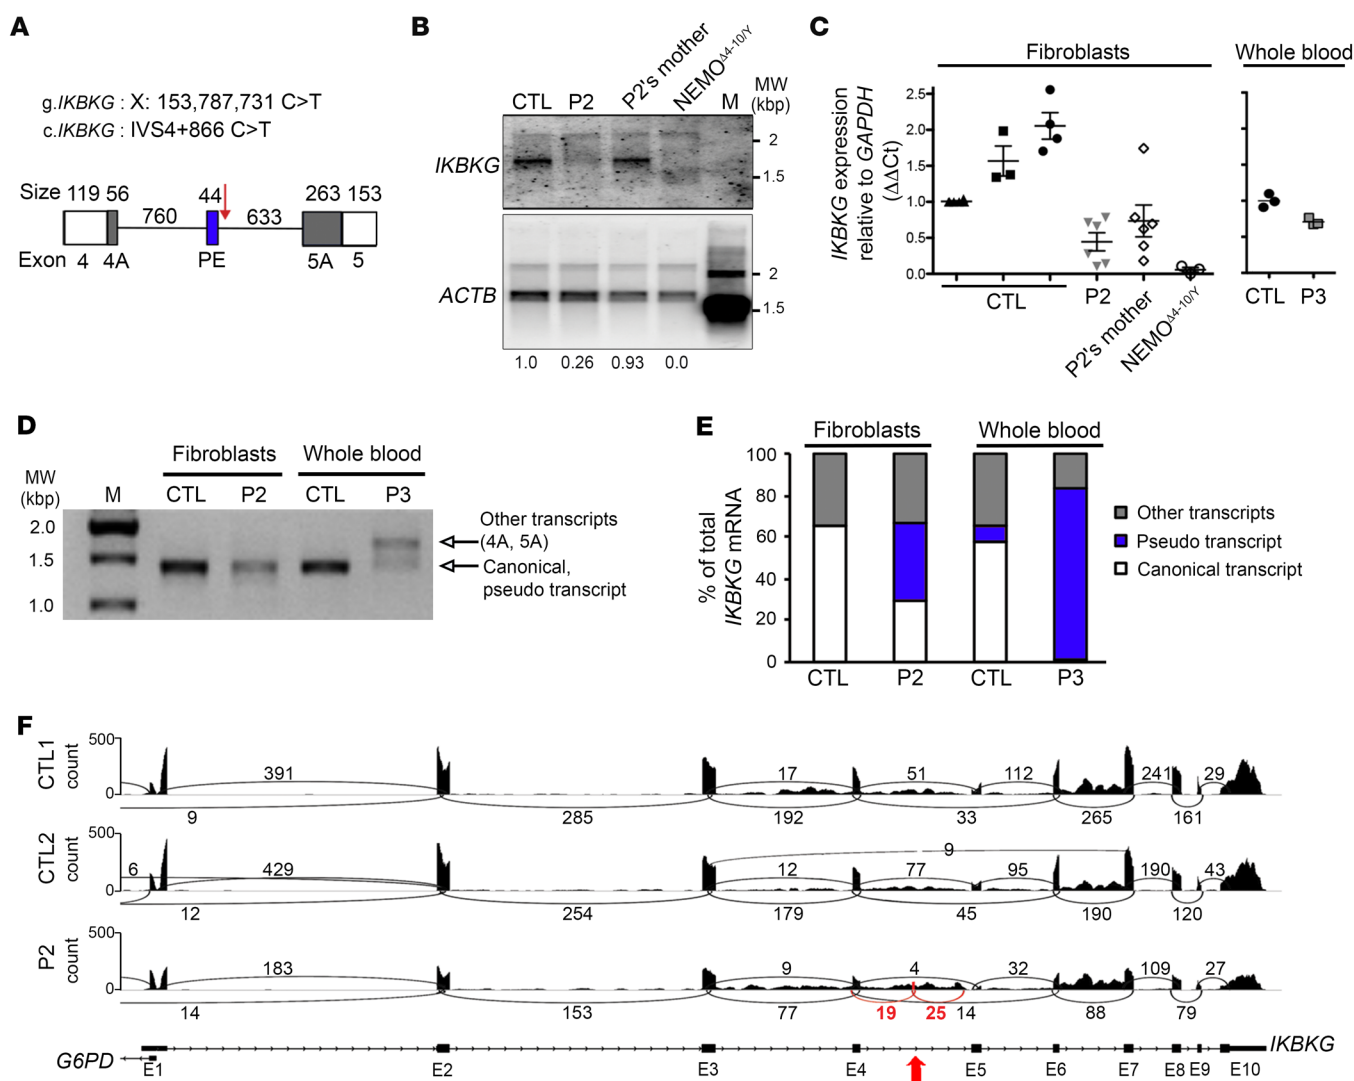 A
g.IKBKG : X: 153,787,731 C>T
c.IKBKG : IVS4+866 C>T
Size 119 56 44 263 153
760 633
Exon 4 4A PE 5A 5
B
CTL P2 P2's mother NEMOΔ4-10/Y M MW (kbp)
IKBKG
2
1.5
ACTB
2
1.5
1.0 0.26 0.93 0.0
C
Fibroblasts Whole blood
IKBKG expression
relative to GAPDH
(ΔΔCt)
2.5
2.0
1.5
1.0
0.5
0.0
CTL P2 P2's mother NEMOΔ4-10/Y CTL P3
D
Fibroblasts Whole blood
MW
(kbp) M CTL P2 CTL P3
2.0
1.5
1.0
Other transcripts
(4A, 5A)
Canonical,
pseudo transcript
E
Fibroblasts Whole blood
% of total
IKBKG mRNA
100
80
60
40
20
0
CTL P2 CTL P3
Other transcripts
Pseudo transcript
Canonical transcript
F
CTL1
count
500
0
391 17 51 112 241 29
9 285 192 33 265 161
CTL2
count
500
0
9
6 429 12 77 95 190 43
12 254 179 45 190 120
P2
count
500
0
183 9 4 32 109 27
14 153 77 19 25 14 88 79
G6PD IKBKG
E1 E2 E3 E4 E5 E6 E7 E8 E9 E10